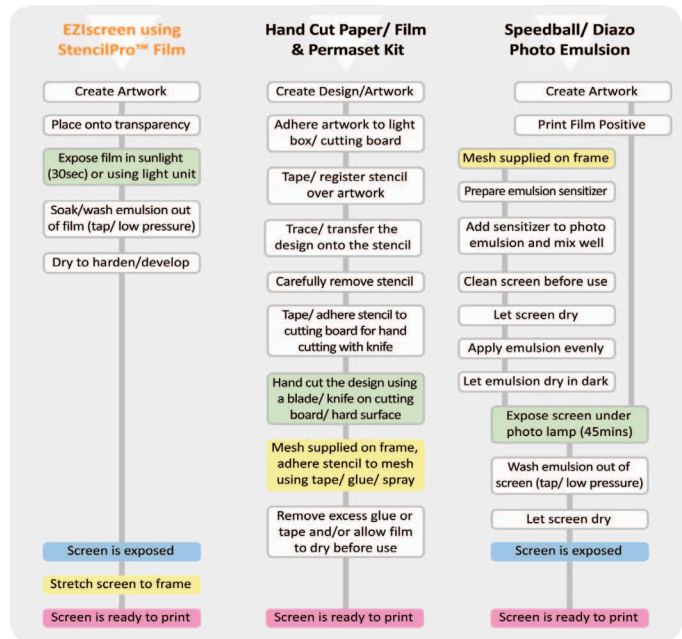 EZIscreen using
StencilPro™ Film
Create Artwork
Place onto transparency
Expose film in sunlight
(30sec) or using light unit
Soak/wash emulsion out
of film (tap/ low pressure)
Dry to harden/develop
Screen is exposed
Stretch screen to frame
Screen is ready to print
Hand Cut Paper/ Film
& Permaset Kit
Create Design/Artwork
Adhere artwork to light
box/ cutting board
Tape/ register stencil
over artwork
Trace/ transfer the
design onto the stencil
Carefully remove stencil
Tape/ adhere stencil to
cutting board for hand
cutting with knife
Hand cut the design using
a blade/ knife on cutting
board/ hard surface
Mesh supplied on frame,
adhere stencil to mesh
using tape/ glue/ spray
Remove excess glue or
tape and/or allow film
to dry before use
Screen is ready to print
Speedball/ Diazo
Photo Emulsion
Create Artwork
Print Film Positive
Mesh supplied on frame
Prepare emulsion sensitizer
Add sensitizer to photo
emulsion and mix well
Clean screen before use
Let screen dry
Apply emulsion evenly
Let emulsion dry in dark
Expose screen under
photo lamp (45mins)
Wash emulsion out of
screen (tap/ low pressure)
Let screen dry
Screen is exposed
Screen is ready to print